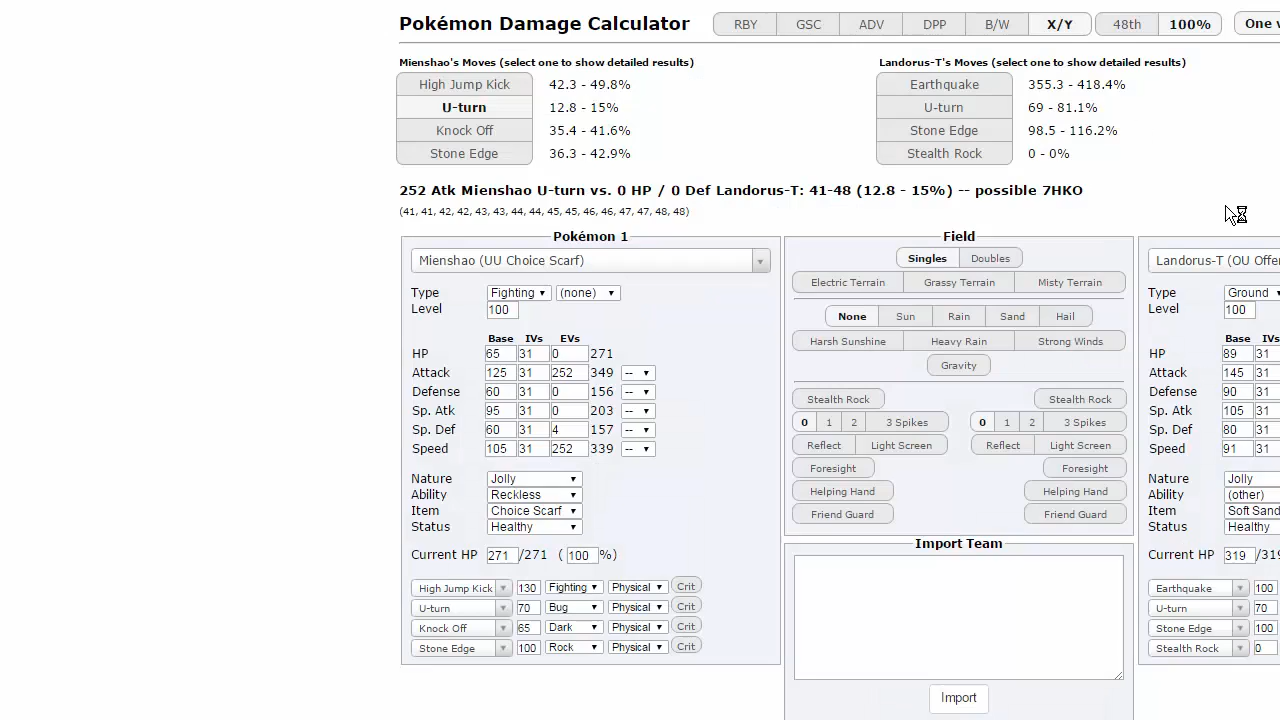 Pokémon Damage Calculator RBY GSC ADV DPP B/W X/Y 48th 100% One v
Mienshao's Moves (select one to show detailed results) Landorus-T's Moves (select one to show detailed results)
High Jump Kick 42.3 - 49.8% Earthquake 355.3 - 418.4%
U-turn 12.8 - 15% U-turn 69 - 81.1%
Knock Off 35.4 - 41.6% Stone Edge 98.5 - 116.2%
Stone Edge 36.3 - 42.9% Stealth Rock 0 - 0%
252 Atk Mienshao U-turn vs. 0 HP / 0 Def Landorus-T: 41-48 (12.8 - 15%) -- possible 7HKO
(41, 41, 42, 42, 43, 43, 44, 44, 45, 45, 46, 46, 47, 47, 48, 48)
Pokémon 1
Mienshao (UU Choice Scarf)
Type Fighting (none)
Level 100
Base IVs EVs
HP 65 31 0 271
Attack 125 31 252 349 --
Defense 60 31 0 156 --
Sp. Atk 95 31 0 203 --
Sp. Def 60 31 4 157 --
Speed 105 31 252 339 --
Nature Jolly
Ability Reckless
Item Choice Scarf
Status Healthy
Current HP 271 /271 ( 100 %)
High Jump Kick 130 Fighting Physical Crit
U-turn 70 Bug Physical Crit
Knock Off 65 Dark Physical Crit
Stone Edge 100 Rock Physical Crit
Field
Singles Doubles
Electric Terrain Grassy Terrain Misty Terrain
None Sun Rain Sand Hail
Harsh Sunshine Heavy Rain Strong Winds
Gravity
Stealth Rock Stealth Rock
0 1 2 3 Spikes 0 1 2 3 Spikes
Reflect Light Screen Reflect Light Screen
Foresight Foresight
Helping Hand Helping Hand
Friend Guard Friend Guard
Import Team
Import
Landorus-T (OU Offe
Type Ground
Level 100
Base IVs
HP 89 31
Attack 145 31
Defense 90 31
Sp. Atk 105 31
Sp. Def 80 31
Speed 91 31
Nature Jolly
Ability (other)
Item Soft Sand
Status Healthy
Current HP 319 /319
Earthquake 100
U-turn 70
Stone Edge 100
Stealth Rock 0